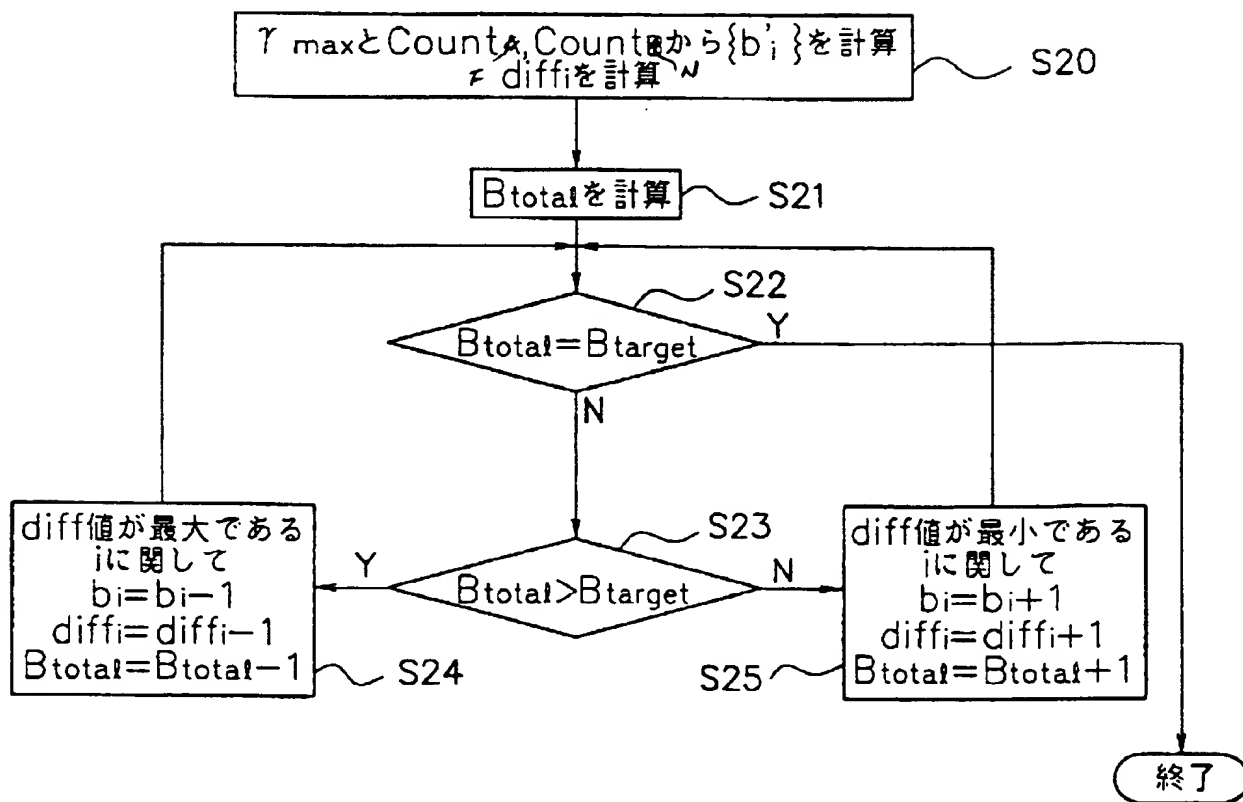 γ maxとCount, Countから{b'i}を計算
F diffiを計算 N
S20
Btotalを計算
S21
S22
Btotal=Btarget
Y
N
S23
Btotal>Btarget
Y
N
diff値が最大である
iに関して
bi=bi-1
diffi=diffi-1
Btotal=Btotal-1
S24
diff値が最小である
iに関して
bi=bi+1
diffi=diffi+1
Btotal=Btotal+1
S25
終了